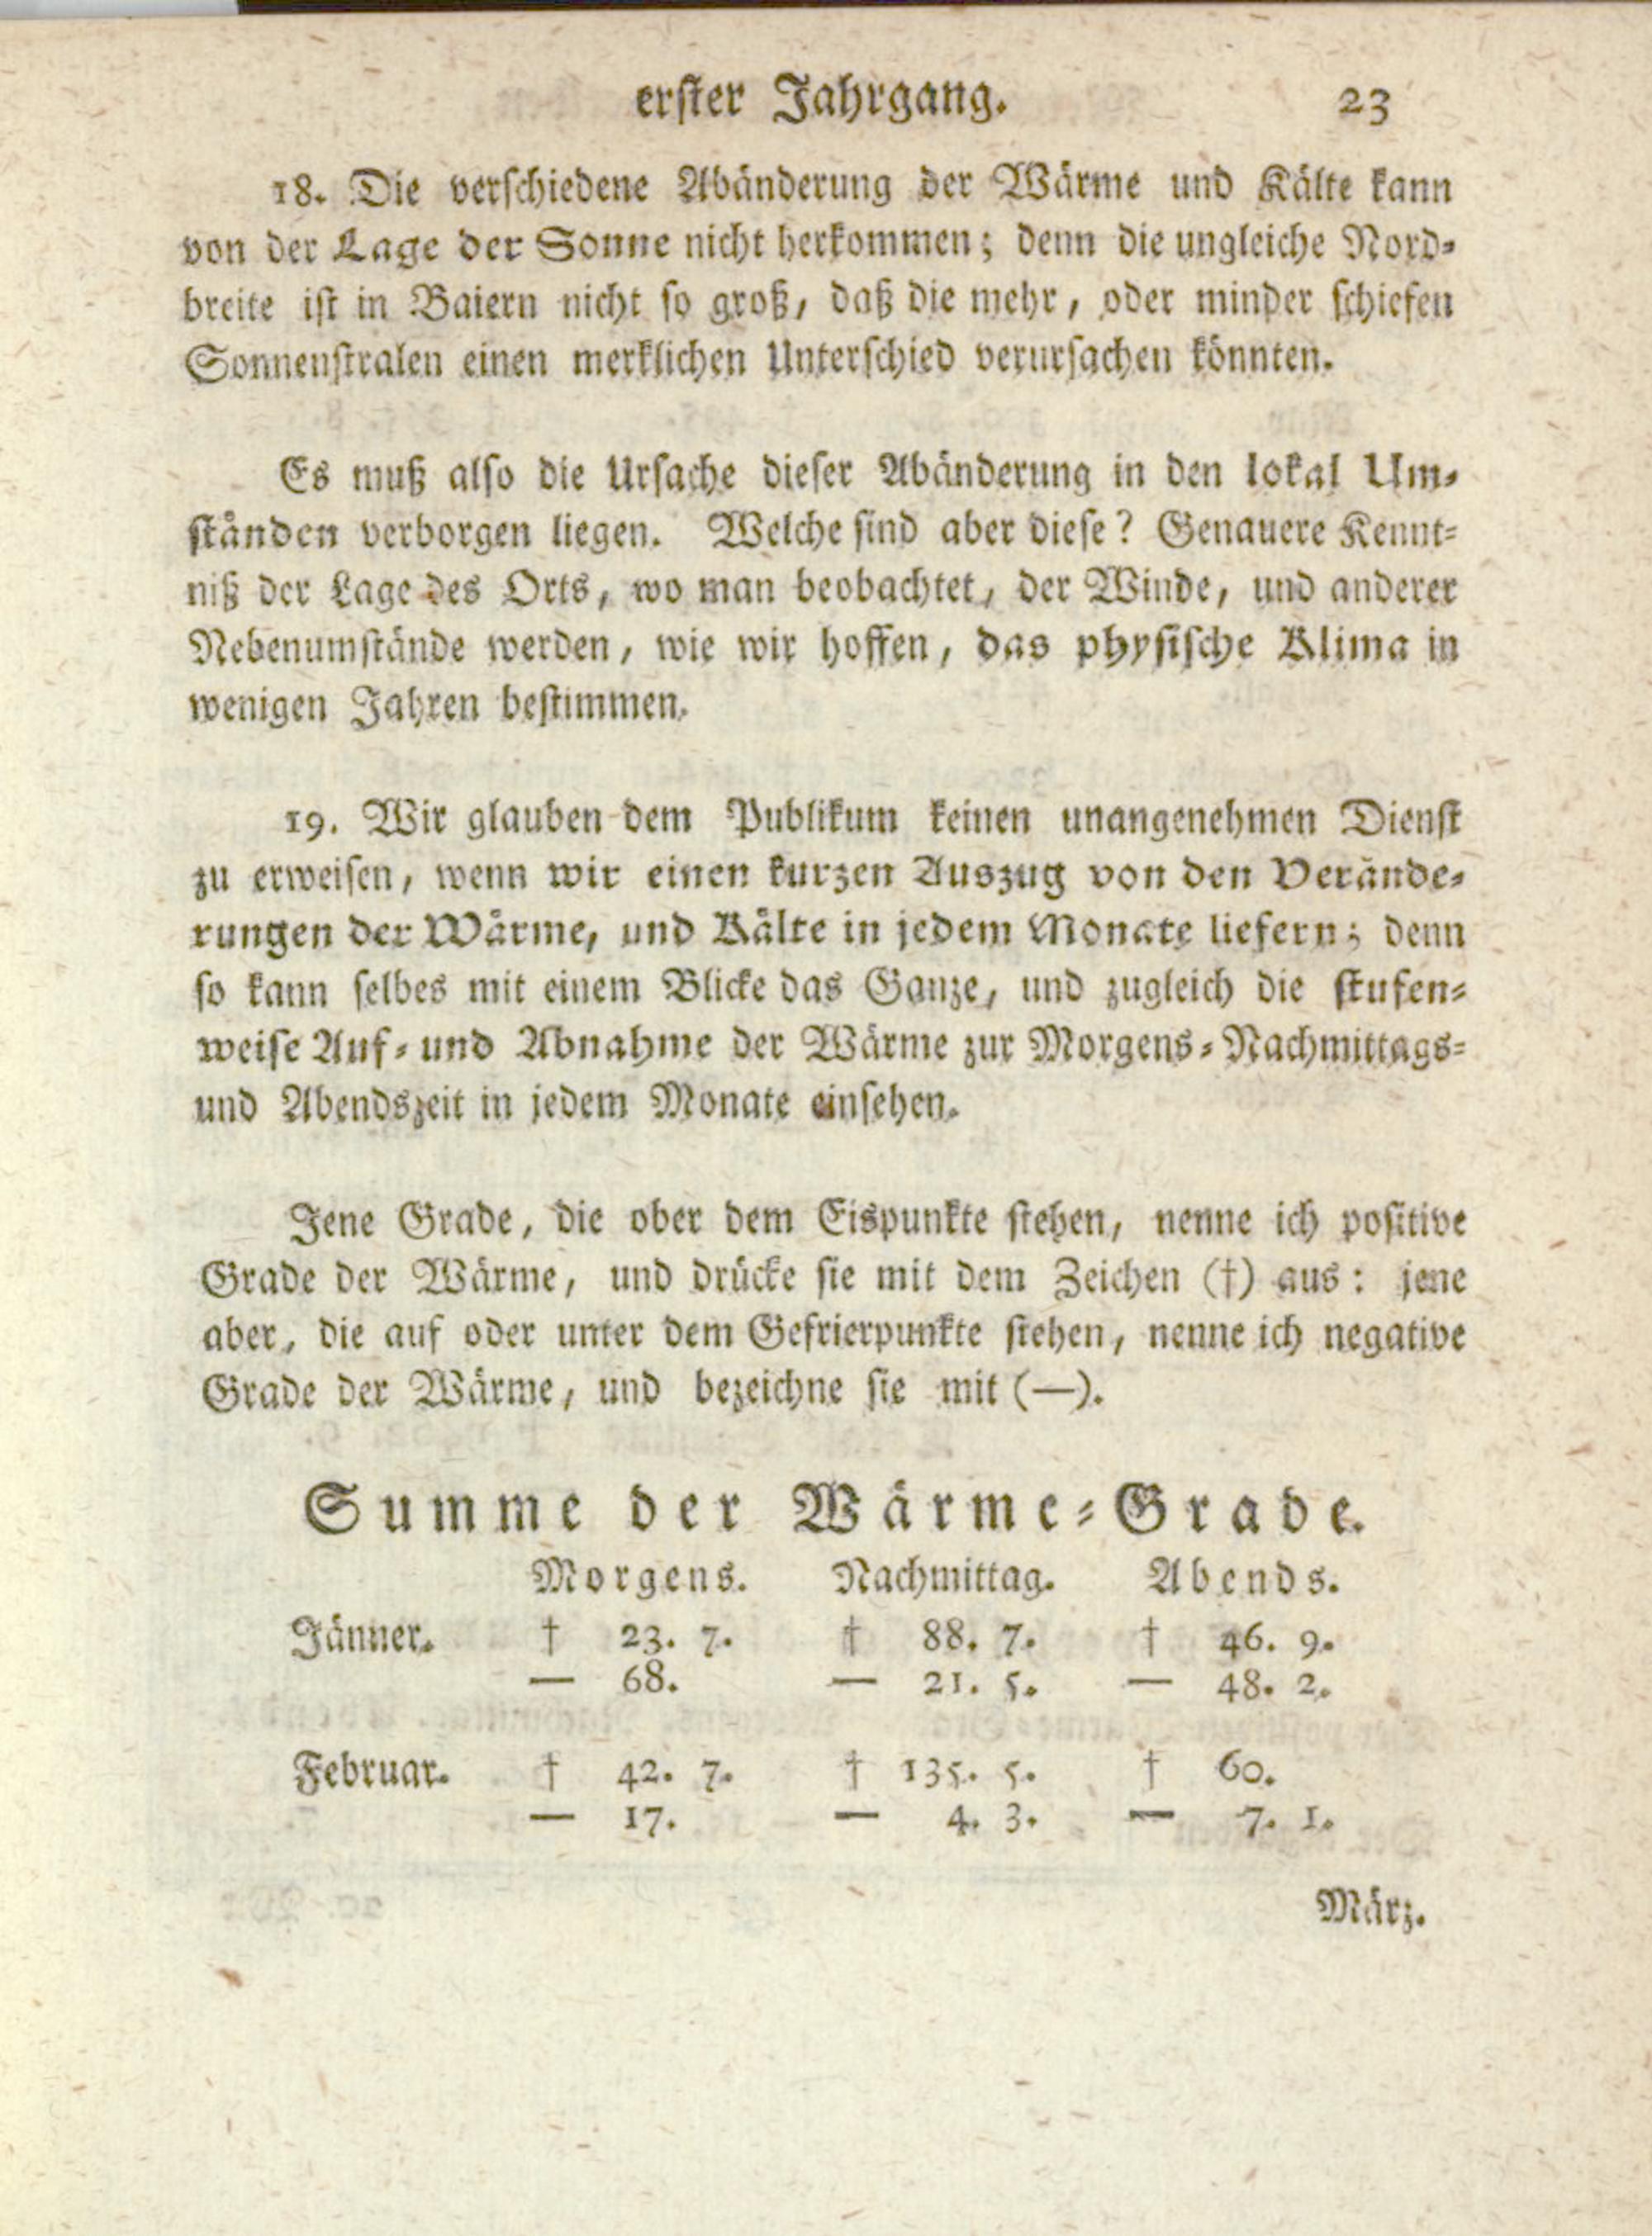 erster Jahrgang. 23
18. Die verschiedene Abänderung der Wärme und Kälte kann
von der Lage der Sonne nicht herkommen; denn die ungleiche Nord-
breite ist in Baiern nicht so groß, daß die mehr, oder minder schiefen
Sonnenstralen einen merklichen Unterschied verursachen könnten.
Es muß also die Ursache dieser Abänderung in den lokal Um-
ständen verborgen liegen. Welche sind aber diese? Genauere Kennt-
niß der Lage des Orts, wo man beobachtet, der Winde, und anderer
Nebenumstände werden, wie wir hoffen, das physische Klima in
wenigen Jahren bestimmen.
19. Wir glauben dem Publikum keinen unangenehmen Dienst
zu erweisen, wenn wir einen kurzen Auszug von den Verände-
rungen der Wärme, und Kälte in jedem Monate liefern; denn
so kann selbes mit einem Blicke das Ganze, und zugleich die stufen-
weise Auf- und Abnahme der Wärme zur Morgens-Nachmittags-
und Abendszeit in jedem Monate einsehen.
Jene Grade, die ober dem Eispunkte stehen, nenne ich positive
Grade der Wärme, und drücke sie mit dem Zeichen (†) aus: jene
aber, die auf oder unter dem Gefrierpunkte stehen, nenne ich negative
Grade der Wärme, und bezeichne sie mit (—).
Summe der Wärme-Grade.
Morgens. Nachmittag. Abends.
Jänner. † 23. 7. † 88. 7. † 46. 9.
— 68. — 21. 5. — 48. 2.
Februar. † 42. 7. † 135. 5. † 60.
— 17. — 4. 3. — 7. 1.
März.